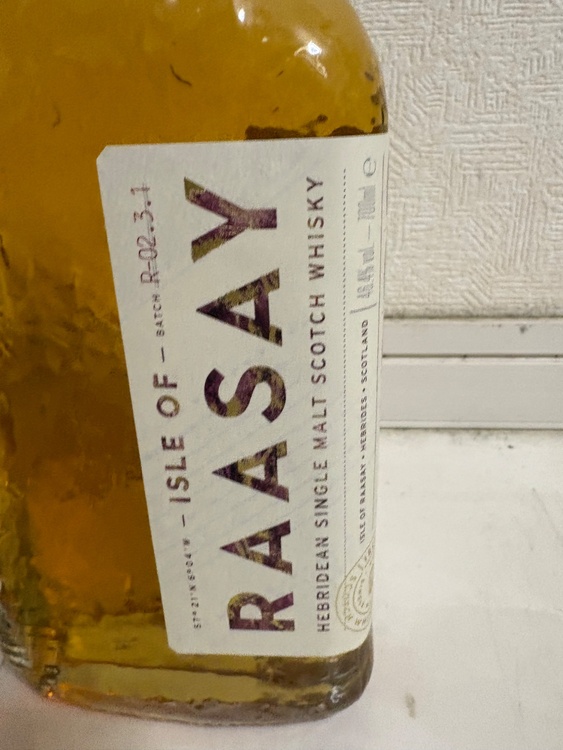 57° 21' N 6° 04' W — ISLE OF — BATCH R-02.3.1
RAASAY
HEBRIDEAN SINGLE MALT SCOTCH WHISKY
ISLE OF RAASAY • HEBRIDES • SCOTLAND | 46.4% vol — 700ml ℮